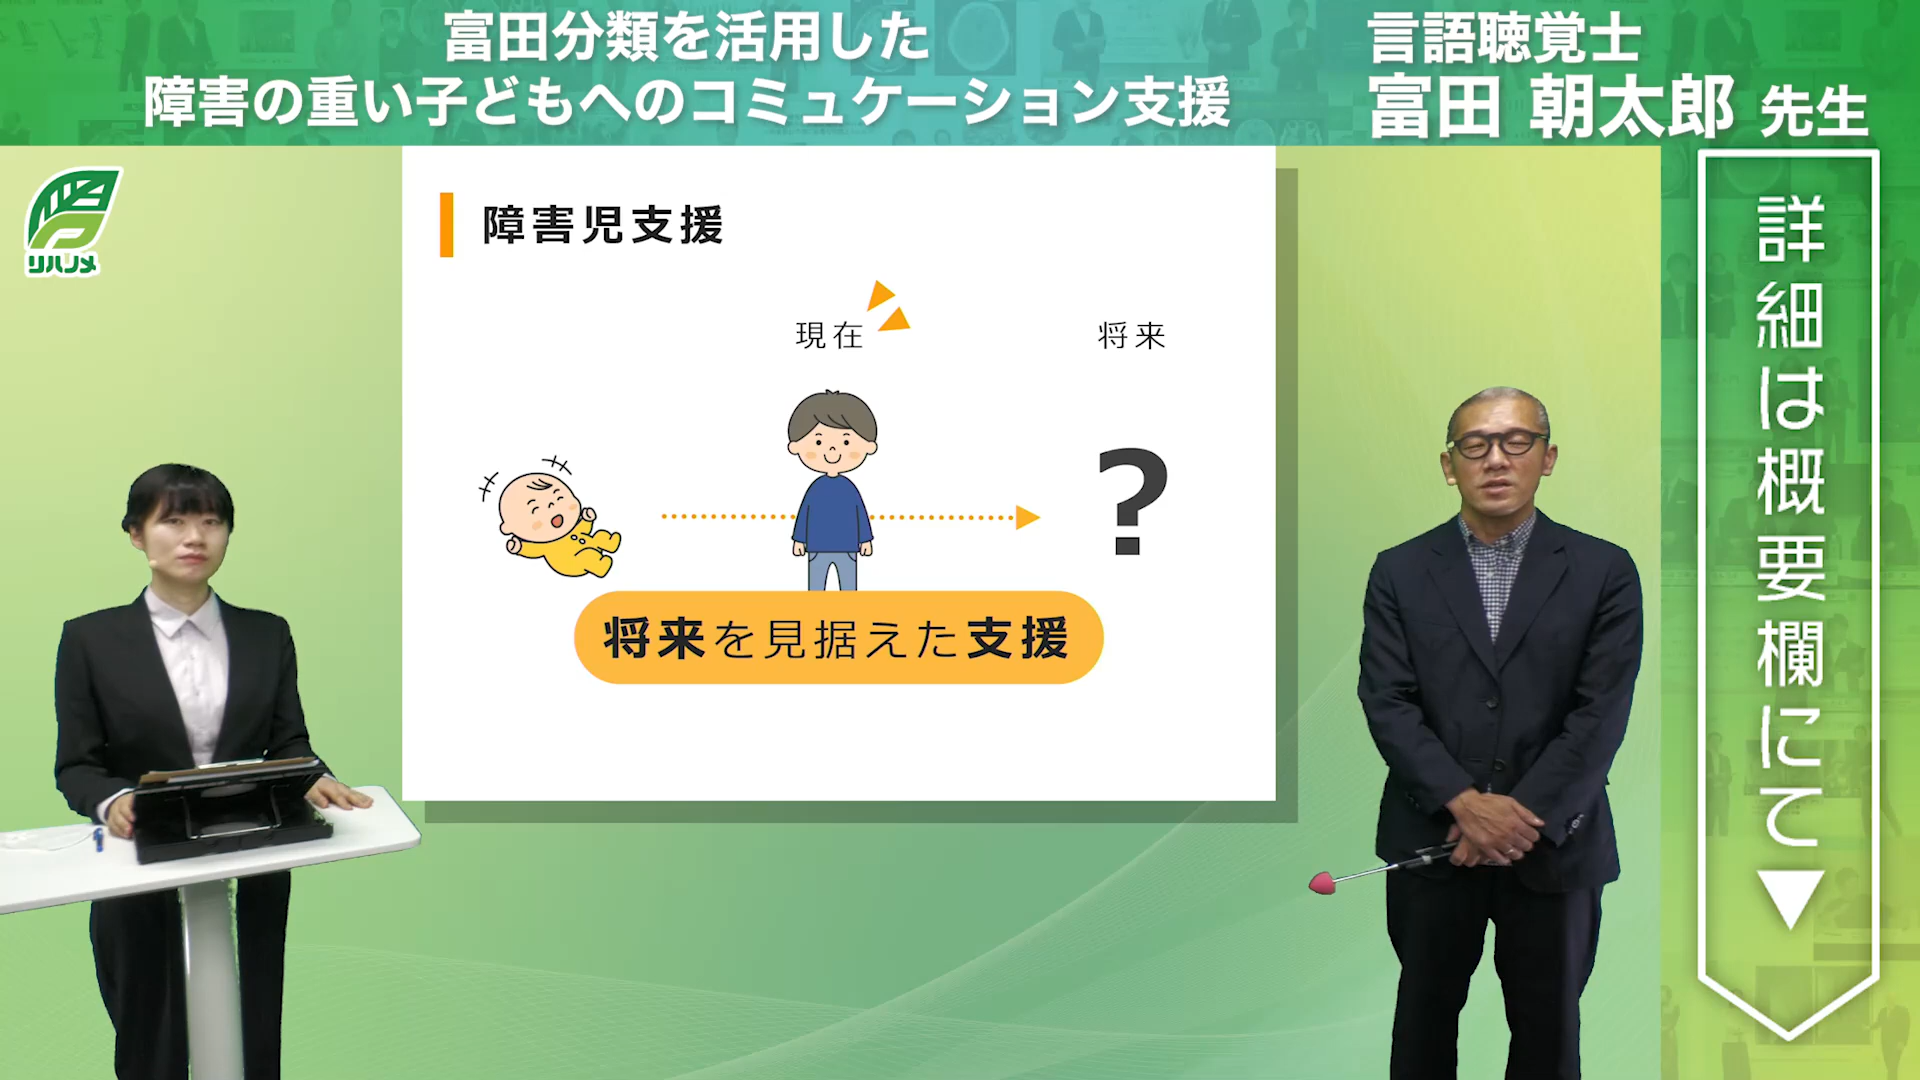 富田分類を活用した
障害の重い子どもへのコミュケーション支援
言語聴覚士
富田 朝太郎 先生
リハノメ
障害児支援
現在
将来
?
将来を見据えた支援
詳細は概要欄にて▼